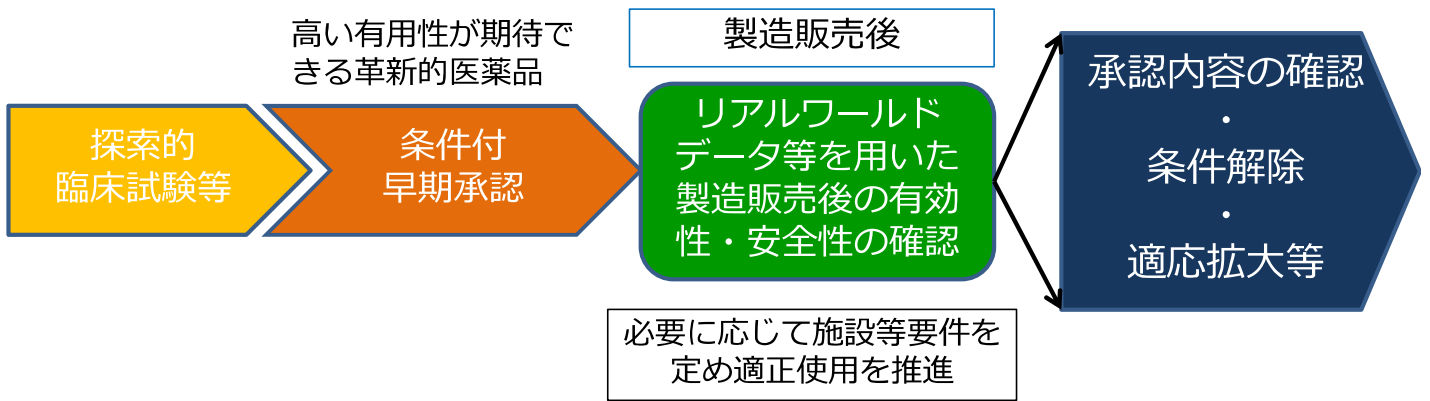 高い有用性が期待で
きる革新的医薬品
探索的
臨床試験等
条件付
早期承認
製造販売後
リアルワールド
データ等を用いた
製造販売後の有効
性・安全性の確認
必要に応じて施設等要件を
定め適正使用を推進
承認内容の確認
・
条件解除
・
適応拡大等